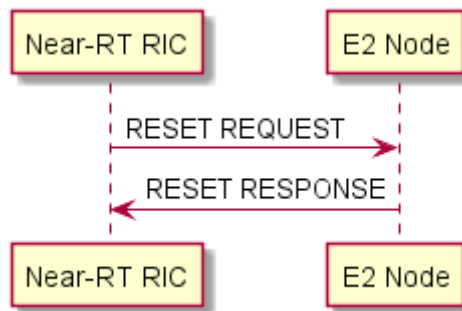 Near-RT RIC
E2 Node
RESET REQUEST
RESET RESPONSE
Near-RT RIC
E2 Node